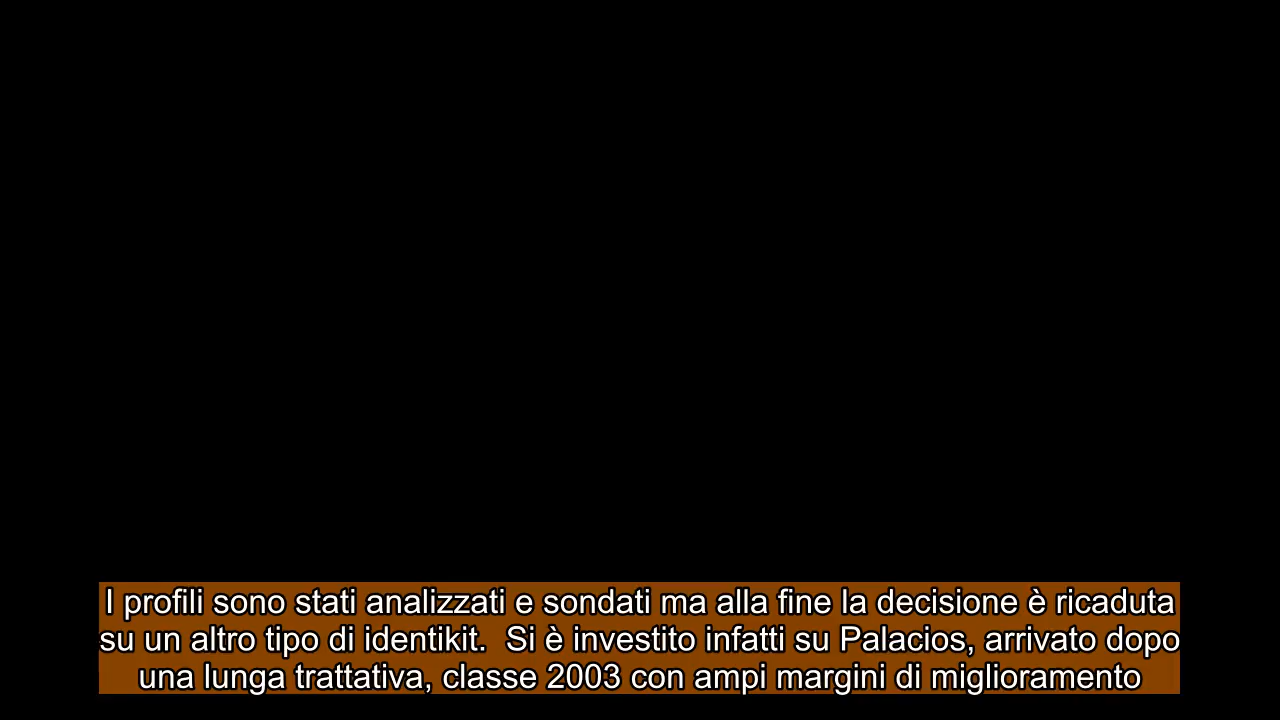 I profili sono stati analizzati e sondati ma alla fine la decisione è ricaduta
su un altro tipo di identikit.  Si è investito infatti su Palacios, arrivato dopo
una lunga trattativa, classe 2003 con ampi margini di miglioramento